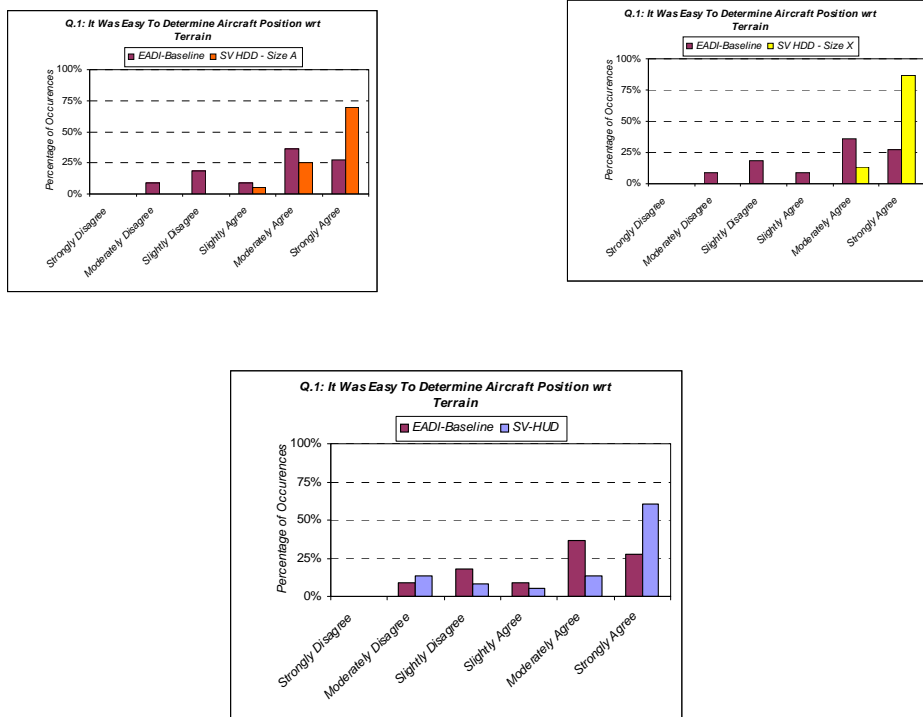 Q.1: It Was Easy To Determine Aircraft Position wrt
Terrain
EADI-Baseline SV HDD - Size A
Percentage of Occurences
100%
75%
50%
25%
0%
Strongly Disagree
Moderately Disagree
Slightly Disagree
Slightly Agree
Moderately Agree
Strongly Agree
Q.1: It Was Easy To Determine Aircraft Position wrt
Terrain
EADI-Baseline SV HDD - Size X
Percentage of Occurences
100%
75%
50%
25%
0%
Strongly Disagree
Moderately Disagree
Slightly Disagree
Slightly Agree
Moderately Agree
Strongly Agree
Q.1: It Was Easy To Determine Aircraft Position wrt
Terrain
EADI-Baseline SV-HUD
Percentage of Occurences
100%
75%
50%
25%
0%
Strongly Disagree
Moderately Disagree
Slightly Disagree
Slightly Agree
Moderately Agree
Strongly Agree